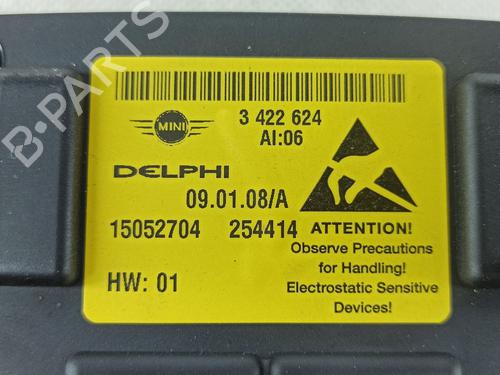 B-PARTS
MINI
3 422 624
AI:06
DELPHI
09.01.08/A
15052704 254414
HW: 01
ATTENTION!
Observe Precautions
for Handling!
Electrostatic Sensitive
Devices!